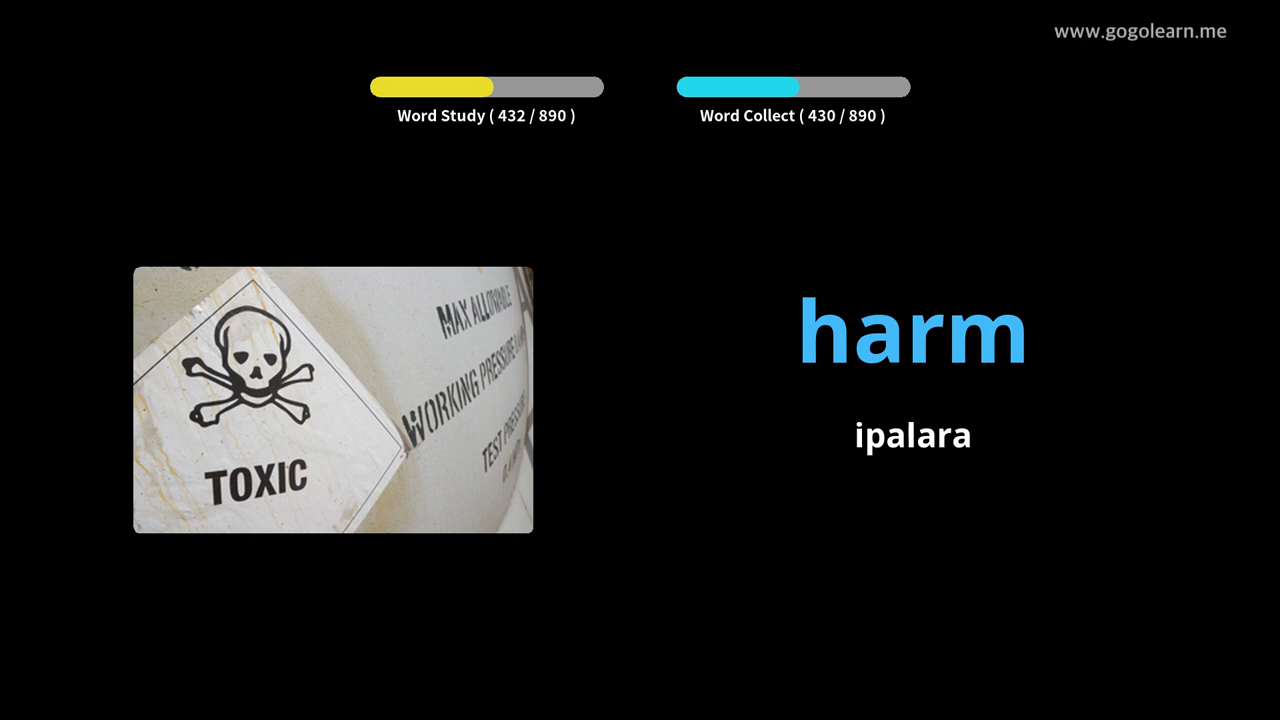 www.gogolearn.me
Word Study ( 432 / 890 )
Word Collect ( 430 / 890 )
MAX ALLOWABLE
WORKING PRESSURE
TEST PRESSURE
TOXIC
harm
ipalara